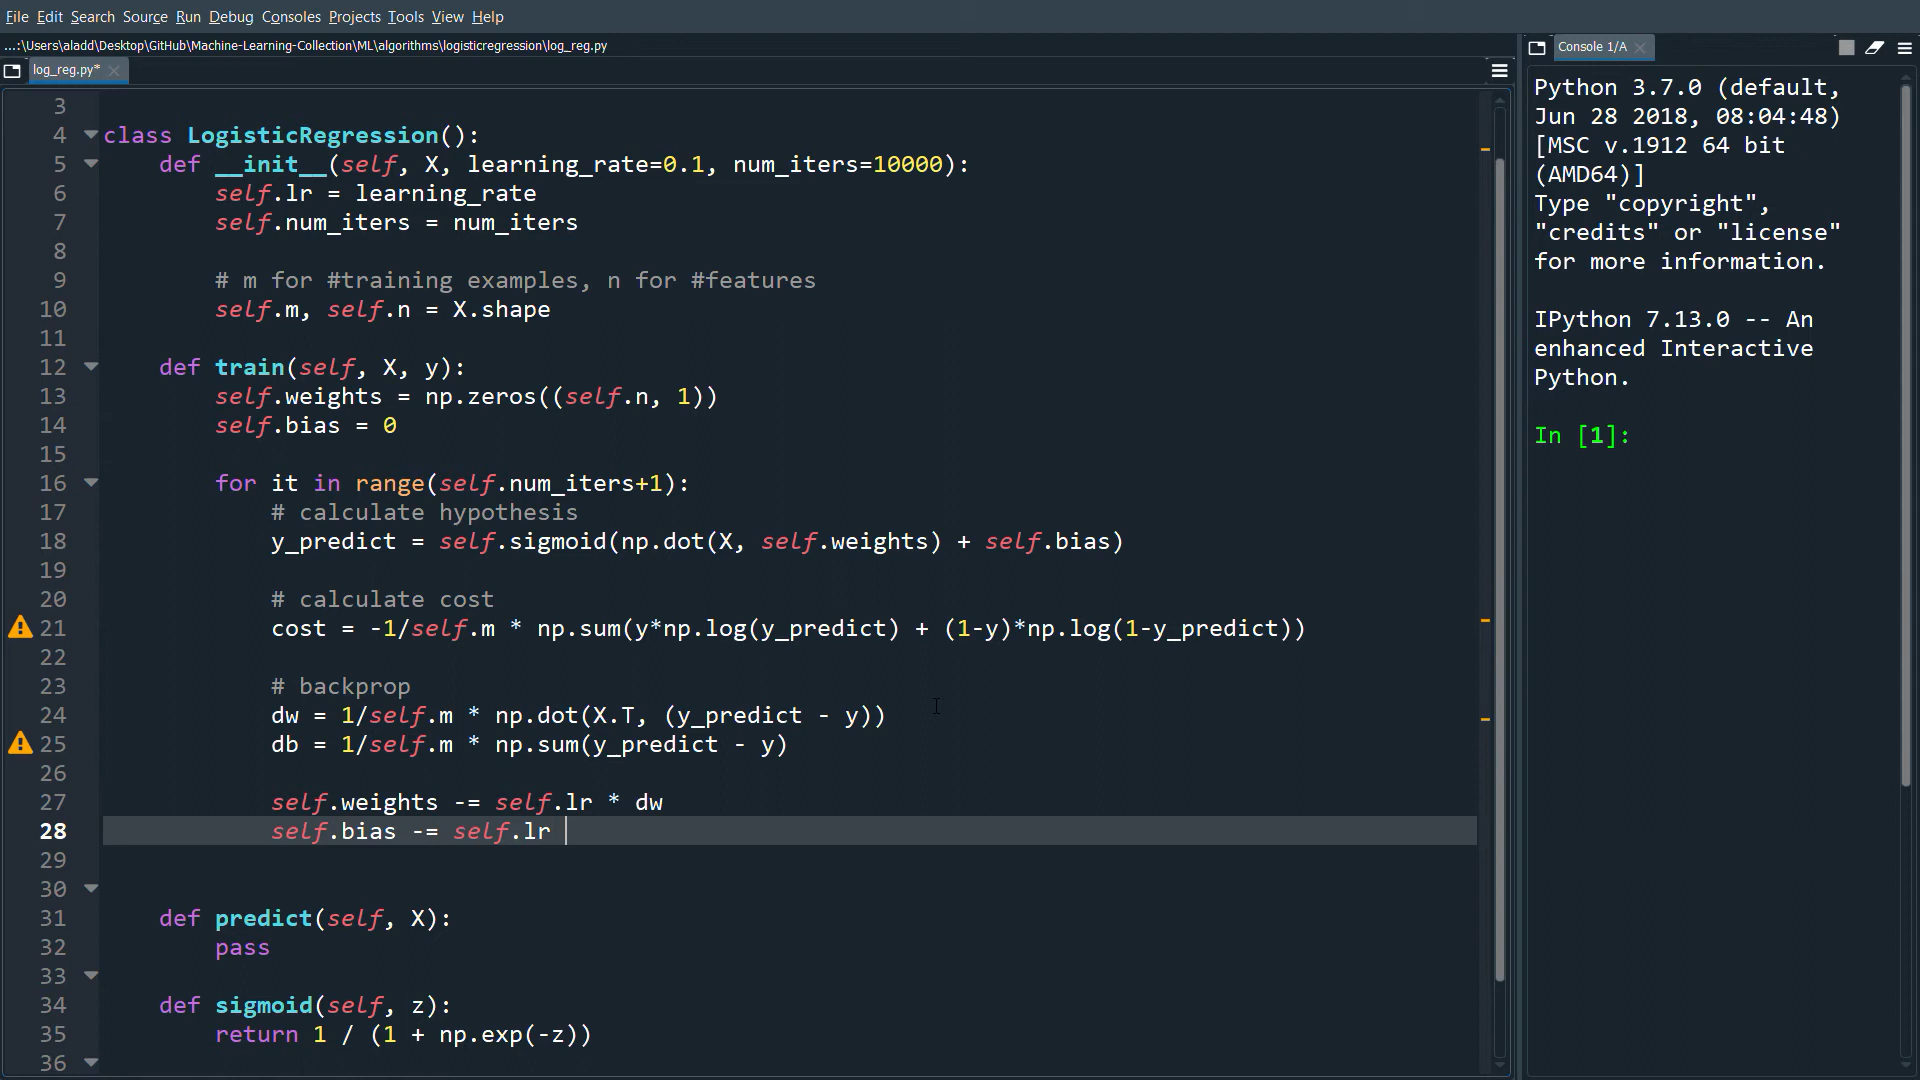 File Edit Search Source Run Debug Consoles Projects Tools View Help
...:\Users\aladd\Desktop\GitHub\Machine-Learning-Collection\ML\algorithms\logisticregression\log_reg.py
log_reg.py*
3
4 class LogisticRegression():
5     def __init__(self, X, learning_rate=0.1, num_iters=10000):
6         self.lr = learning_rate
7         self.num_iters = num_iters
8
9         # m for #training examples, n for #features
10         self.m, self.n = X.shape
11
12     def train(self, X, y):
13         self.weights = np.zeros((self.n, 1))
14         self.bias = 0
15
16         for it in range(self.num_iters+1):
17             # calculate hypothesis
18             y_predict = self.sigmoid(np.dot(X, self.weights) + self.bias)
19
20             # calculate cost
21             cost = -1/self.m * np.sum(y*np.log(y_predict) + (1-y)*np.log(1-y_predict))
22
23             # backprop
24             dw = 1/self.m * np.dot(X.T, (y_predict - y))
25             db = 1/self.m * np.sum(y_predict - y)
26
27             self.weights -= self.lr * dw
28             self.bias -= self.lr
29
30
31     def predict(self, X):
32         pass
33
34     def sigmoid(self, z):
35         return 1 / (1 + np.exp(-z))
36
Console 1/A
Python 3.7.0 (default,
Jun 28 2018, 08:04:48)
[MSC v.1912 64 bit
(AMD64)]
Type "copyright",
"credits" or "license"
for more information.
IPython 7.13.0 -- An
enhanced Interactive
Python.
In [1]: